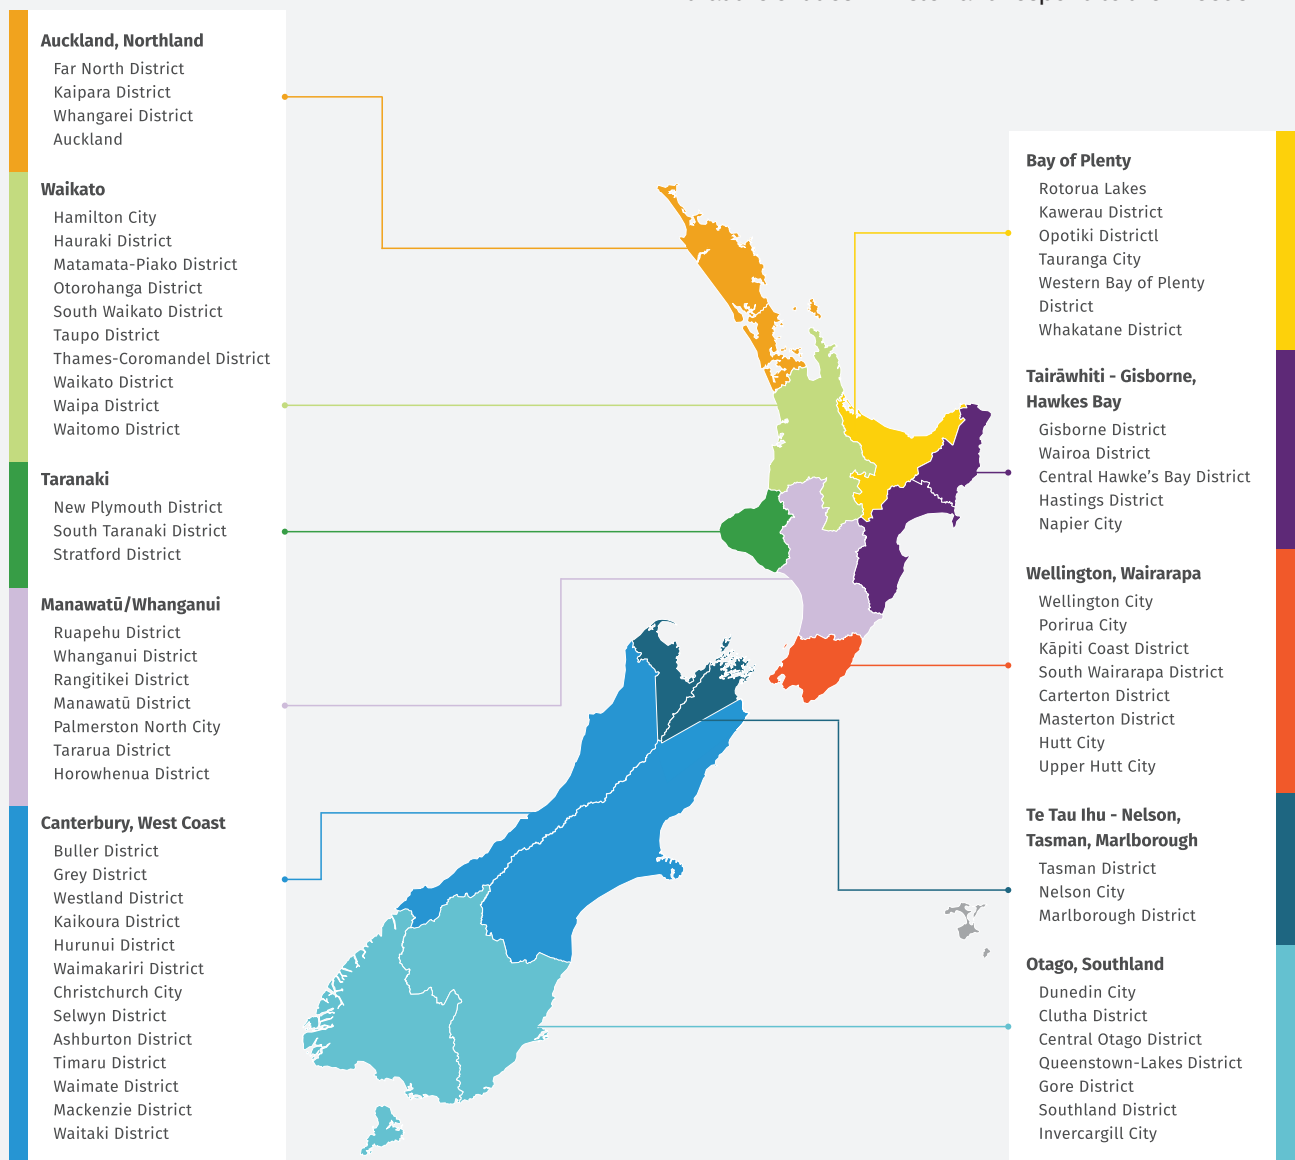 Auckland, Northland
Far North District
Kaipara District
Whangarei District
Auckland
Waikato
Hamilton City
Hauraki District
Matamata-Piako District
Otorohanga District
South Waikato District
Taupo District
Thames-Coromandel District
Waikato District
Waipa District
Waitomo District
Taranaki
New Plymouth District
South Taranaki District
Stratford District
Manawatū/Whanganui
Ruapehu District
Whanganui District
Rangitikei District
Manawatū District
Palmerston North City
Tararua District
Horowhenua District
Canterbury, West Coast
Buller District
Grey District
Westland District
Kaikoura District
Hurunui District
Waimakariri District
Christchurch City
Selwyn District
Ashburton District
Timaru District
Waimate District
Mackenzie District
Waitaki District
Bay of Plenty
Rotorua Lakes
Kawerau District
Opotiki Districtl
Tauranga City
Western Bay of Plenty
District
Whakatane District
Tairāwhiti - Gisborne,
Hawkes Bay
Gisborne District
Wairoa District
Central Hawke’s Bay District
Hastings District
Napier City
Wellington, Wairarapa
Wellington City
Porirua City
Kāpiti Coast District
South Wairarapa District
Carterton District
Masterton District
Hutt City
Upper Hutt City
Te Tau Ihu - Nelson,
Tasman, Marlborough
Tasman District
Nelson City
Marlborough District
Otago, Southland
Dunedin City
Clutha District
Central Otago District
Queenstown-Lakes District
Gore District
Southland District
Invercargill City